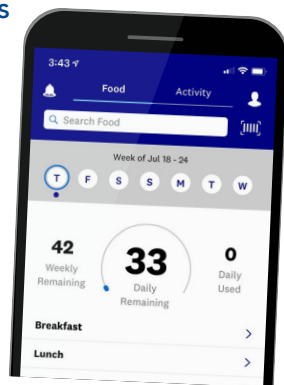 s
3:43
Food
Activity
Search Food
Week of Jul 18 - 24
T F S S M T W
42
Weekly
Remaining
33
Daily
Remaining
0
Daily
Used
Breakfast
Lunch